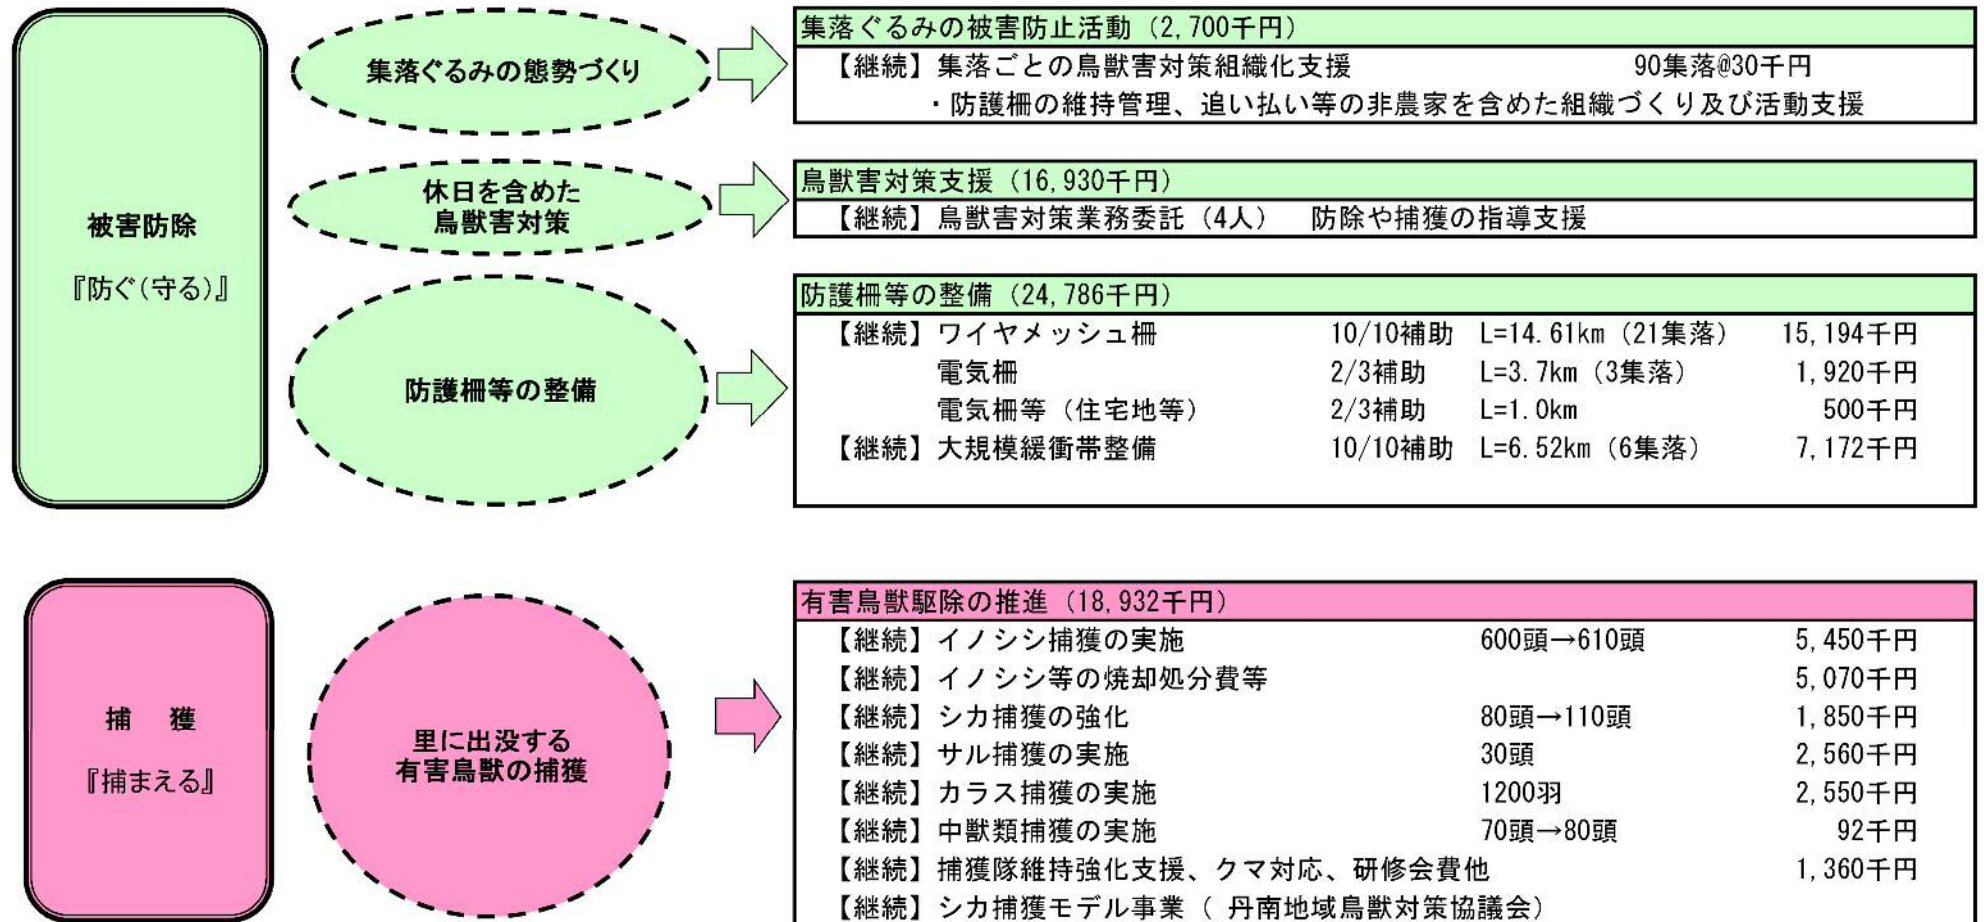 被害防除
『防ぐ(守る)』
集落ぐるみの態勢づくり
集落ぐるみの被害防止活動（2,700千円）
【継続】集落ごとの鳥獣害対策組織化支援 90集落@30千円
・防護柵の維持管理、追い払い等の非農家を含めた組織づくり及び活動支援
休日を含めた
鳥獣害対策
鳥獣害対策支援（16,930千円）
【継続】鳥獣害対策業務委託（4人） 防除や捕獲の指導支援
防護柵等の整備
防護柵等の整備（24,786千円）
【継続】ワイヤメッシュ柵 10/10補助 L=14.61km（21集落） 15,194千円
電気柵 2/3補助 L=3.7km（3集落） 1,920千円
電気柵等（住宅地等） 2/3補助 L=1.0km 500千円
【継続】大規模緩衝帯整備 10/10補助 L=6.52km（6集落） 7,172千円
捕 獲
『捕まえる』
里に出没する
有害鳥獣の捕獲
有害鳥獣駆除の推進（18,932千円）
【継続】イノシシ捕獲の実施 600頭→610頭 5,450千円
【継続】イノシシ等の焼却処分費等 5,070千円
【継続】シカ捕獲の強化 80頭→110頭 1,850千円
【継続】サル捕獲の実施 30頭 2,560千円
【継続】カラス捕獲の実施 1200羽 2,550千円
【継続】中獣類捕獲の実施 70頭→80頭 92千円
【継続】捕獲隊維持強化支援、クマ対応、研修会費他 1,360千円
【継続】シカ捕獲モデル事業（ 丹南地域鳥獣対策協議会）